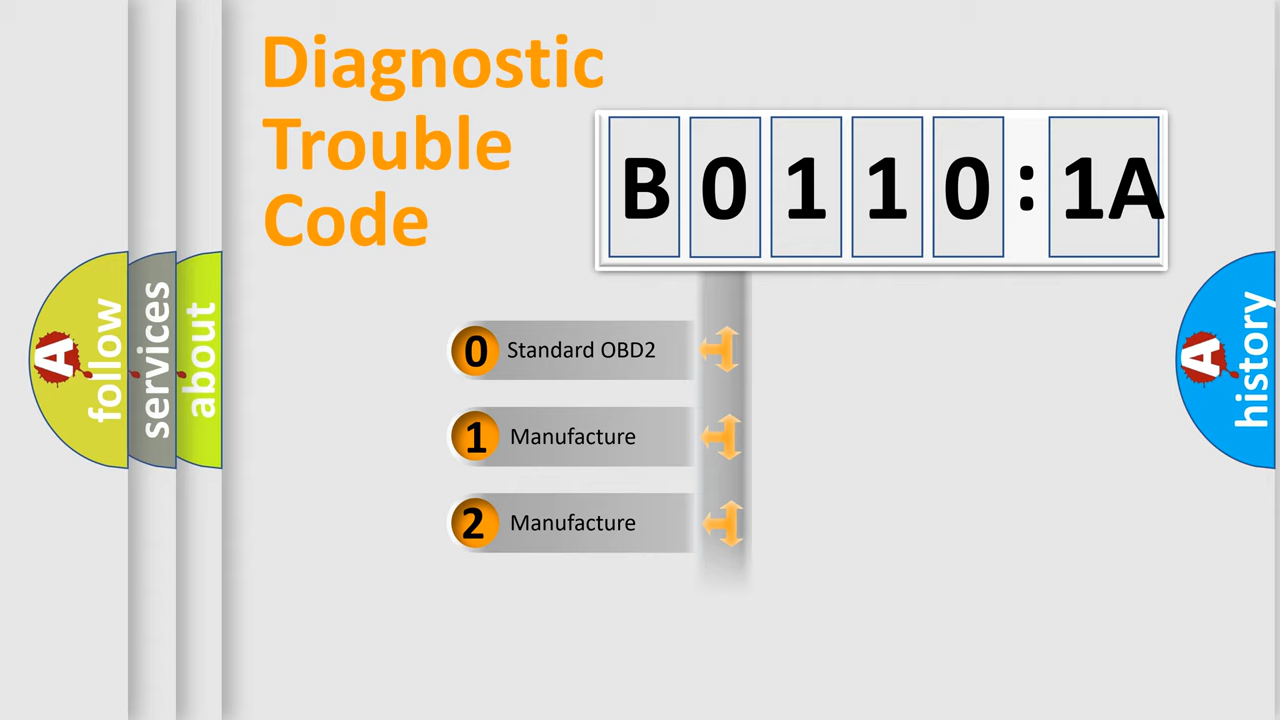 Diagnostic
Trouble
Code
B0110:1A
0 Standard OBD2
1 Manufacture
2 Manufacture
A follow
services
about
A history